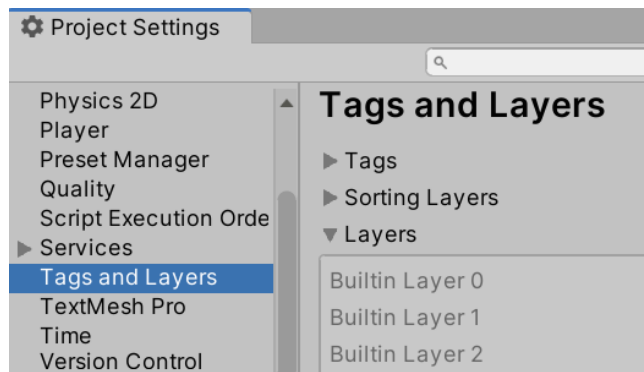 Project Settings
Physics 2D
Player
Preset Manager
Quality
Script Execution Orde
Services
Tags and Layers
TextMesh Pro
Time
Version Control
Tags and Layers
Tags
Sorting Layers
Layers
Builtin Layer 0
Builtin Layer 1
Builtin Layer 2